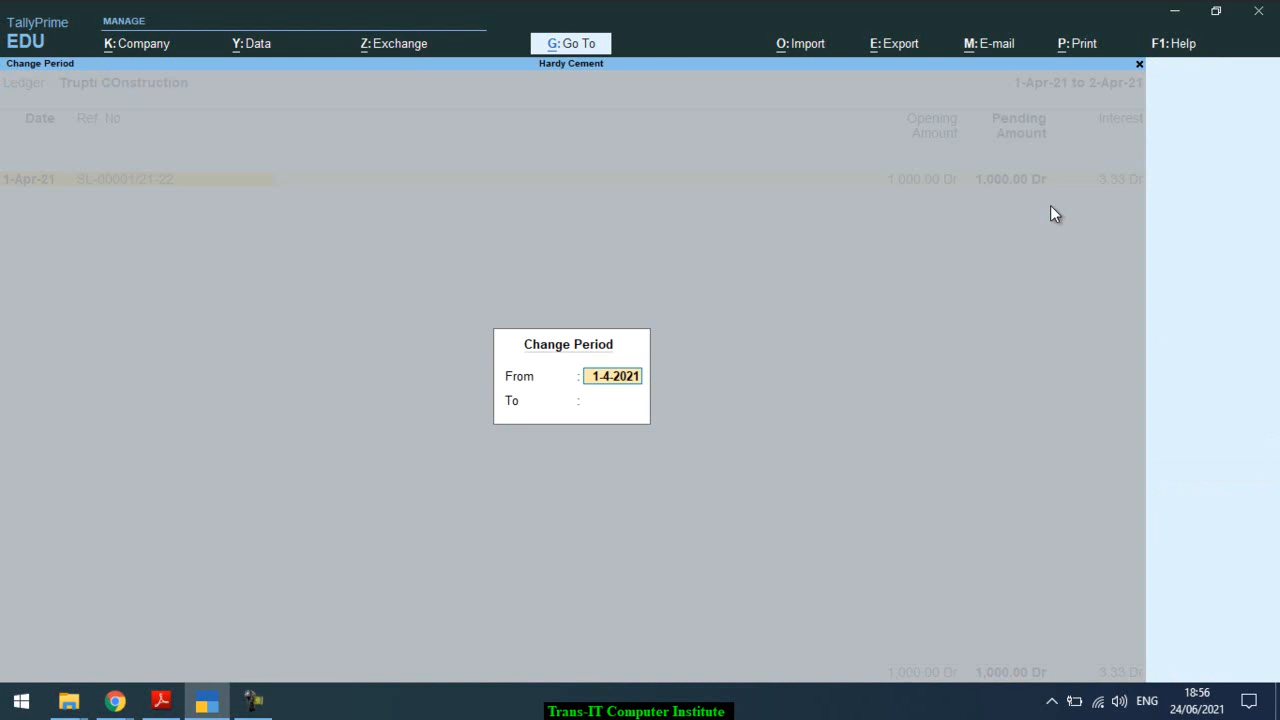 TallyPrime
EDU
MANAGE
K:Company
Y:Data
Z:Exchange
G:Go To
O:Import
E:Export
M:E-mail
P:Print
F1:Help
Change Period
Hardy Cement
Ledger Trupti COnstruction
1-Apr-21 to 2-Apr-21
Date Ref. No
Opening
Amount
Pending
Amount
Interest
1-Apr-21 SL-00001/21-22 1,000.00 Dr 1,000.00 Dr 3.33 Dr
Change Period
From : 1-4-2021
To :
1,000.00 Dr 1,000.00 Dr 3.33 Dr
ENG
18:56
24/06/2021
Trans-IT Computer Institute